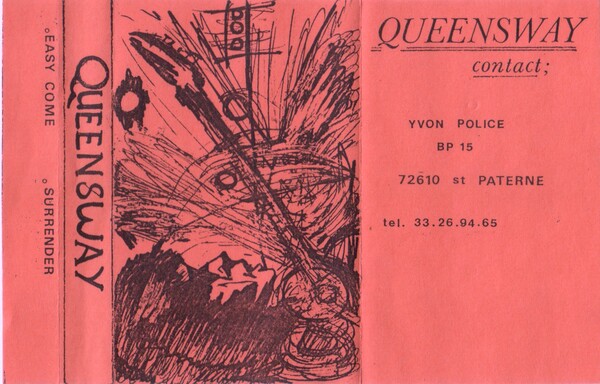 °EASY COME
°SURRENDER
QUEENSWAY
QUEENSWAY
contact;
YVON POLICE
BP 15
72610 st PATERNE
tel. 33.26.94.65